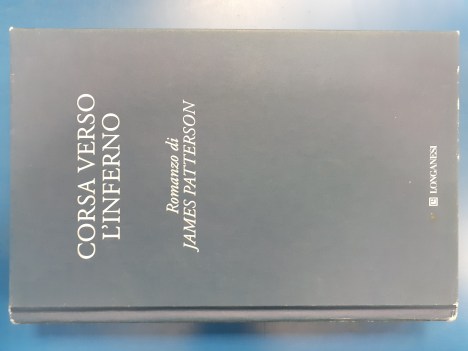 CORSA VERSO
L'INFERNO
Romanzo di
JAMES PATTERSON
LONGANESI